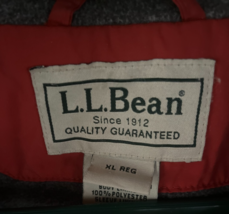 L.L.Bean®
Since 1912
QUALITY GUARANTEED
XL REG
100% POLYESTER